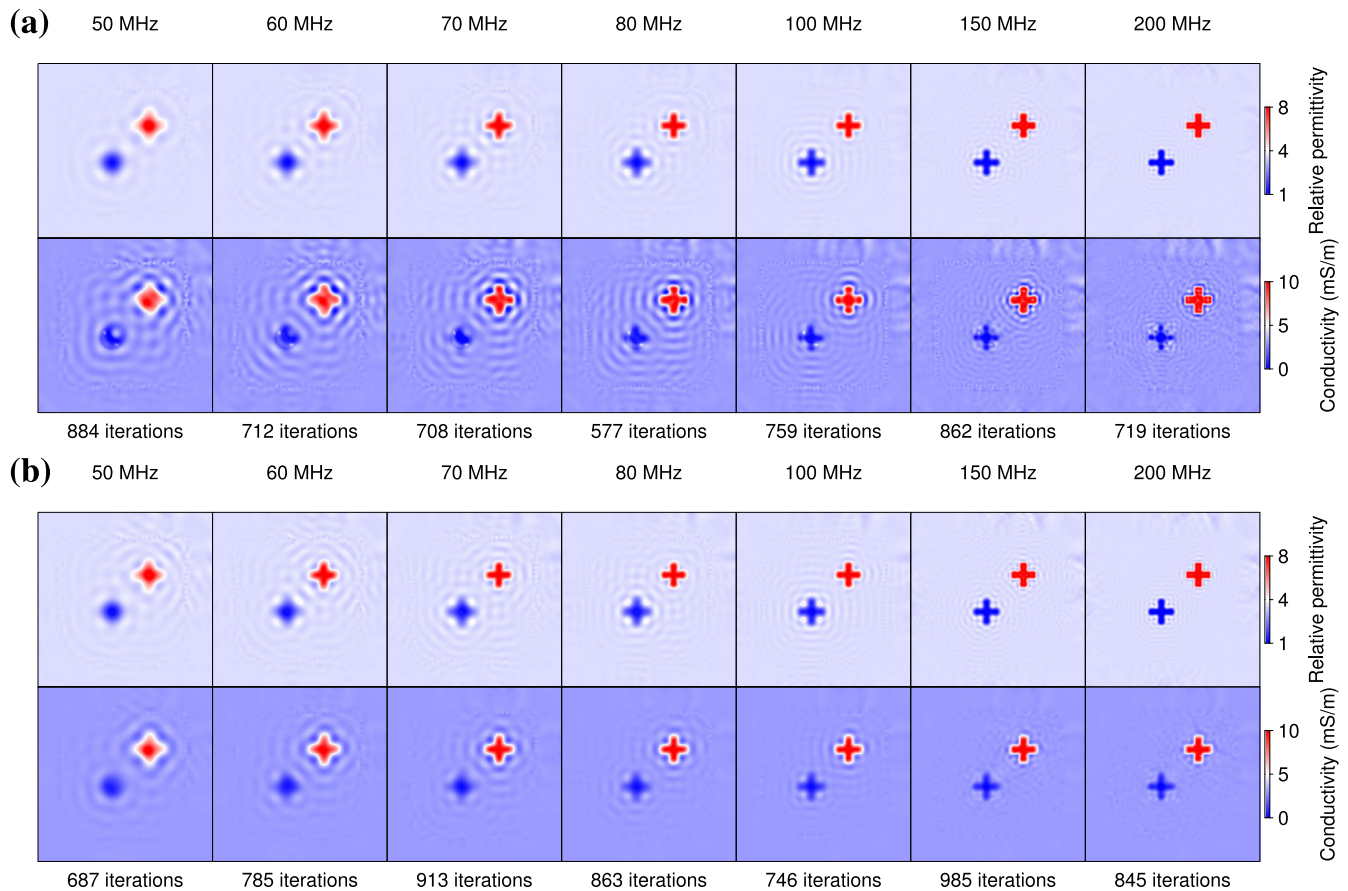 (a)
50 MHz 60 MHz 70 MHz 80 MHz 100 MHz 150 MHz 200 MHz
8
4
1
Relative permittivity
10
5
0
Conductivity (mS/m)
884 iterations 712 iterations 708 iterations 577 iterations 759 iterations 862 iterations 719 iterations
(b)
50 MHz 60 MHz 70 MHz 80 MHz 100 MHz 150 MHz 200 MHz
8
4
1
Relative permittivity
10
5
0
Conductivity (mS/m)
687 iterations 785 iterations 913 iterations 863 iterations 746 iterations 985 iterations 845 iterations